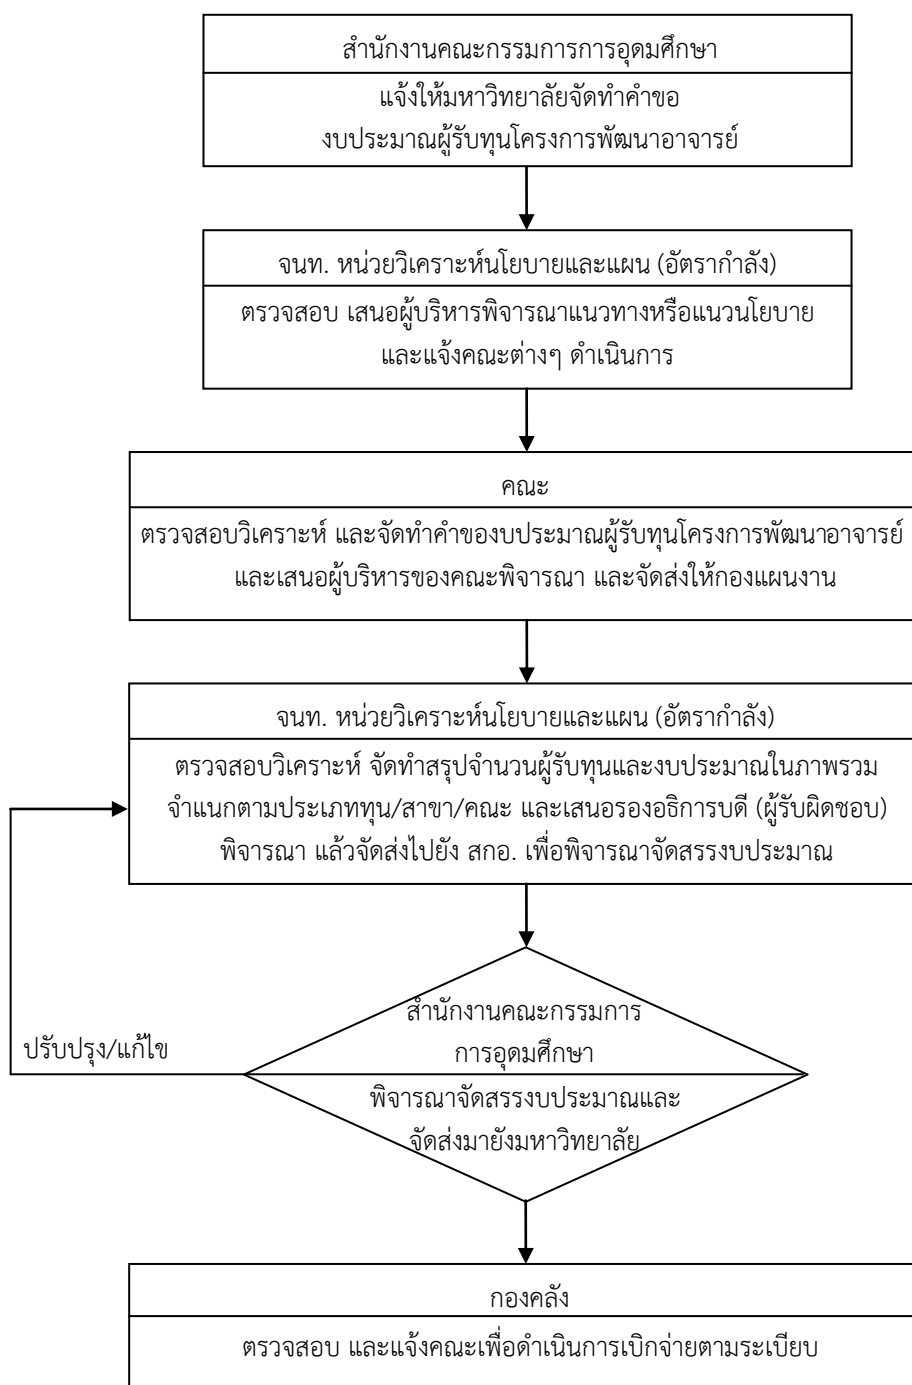 สำนักงานคณะกรรมการการอุดมศึกษา
แจ้งให้มหาวิทยาลัยจัดทำคำขอ
งบประมาณผู้รับทุนโครงการพัฒนาอาจารย์
จนท. หน่วยวิเคราะห์นโยบายและแผน (อัตรากำลัง)
ตรวจสอบ เสนอผู้บริหารพิจารณาแนวทางหรือแนวนโยบาย
และแจ้งคณะต่างๆ ดำเนินการ
คณะ
ตรวจสอบวิเคราะห์ และจัดทำคำของบประมาณผู้รับทุนโครงการพัฒนาอาจารย์
และเสนอผู้บริหารของคณะพิจารณา และจัดส่งให้กองแผนงาน
จนท. หน่วยวิเคราะห์นโยบายและแผน (อัตรากำลัง)
ตรวจสอบวิเคราะห์ จัดทำสรุปจำนวนผู้รับทุนและงบประมาณในภาพรวม
จำแนกตามประเภททุน/สาขา/คณะ และเสนอรองอธิการบดี (ผู้รับผิดชอบ)
พิจารณา แล้วจัดส่งไปยัง สกอ. เพื่อพิจารณาจัดสรรงบประมาณ
สำนักงานคณะกรรมการ
การอุดมศึกษา
ปรับปรุง/แก้ไข
พิจารณาจัดสรรงบประมาณและ
จัดส่งมายังมหาวิทยาลัย
กองคลัง
ตรวจสอบ และแจ้งคณะเพื่อดำเนินการเบิกจ่ายตามระเบียบ